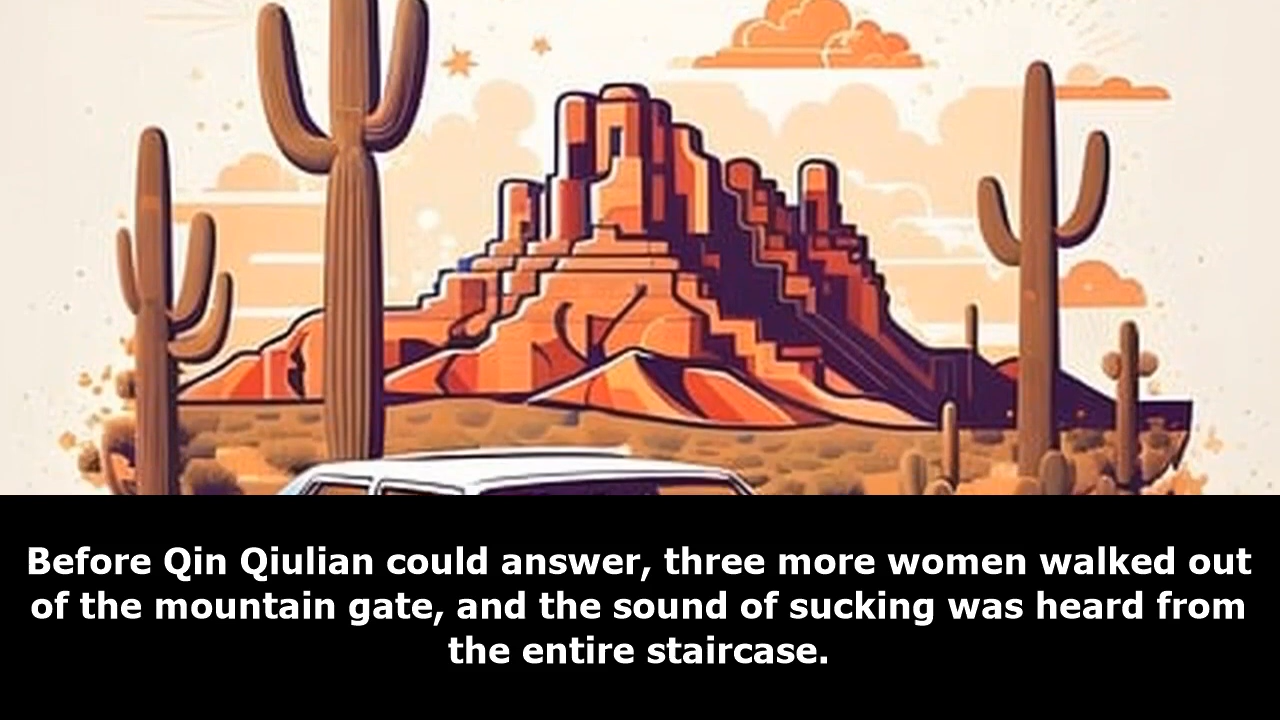 Before Qin Qiulian could answer, three more women walked out
of the mountain gate, and the sound of sucking was heard from
the entire staircase.